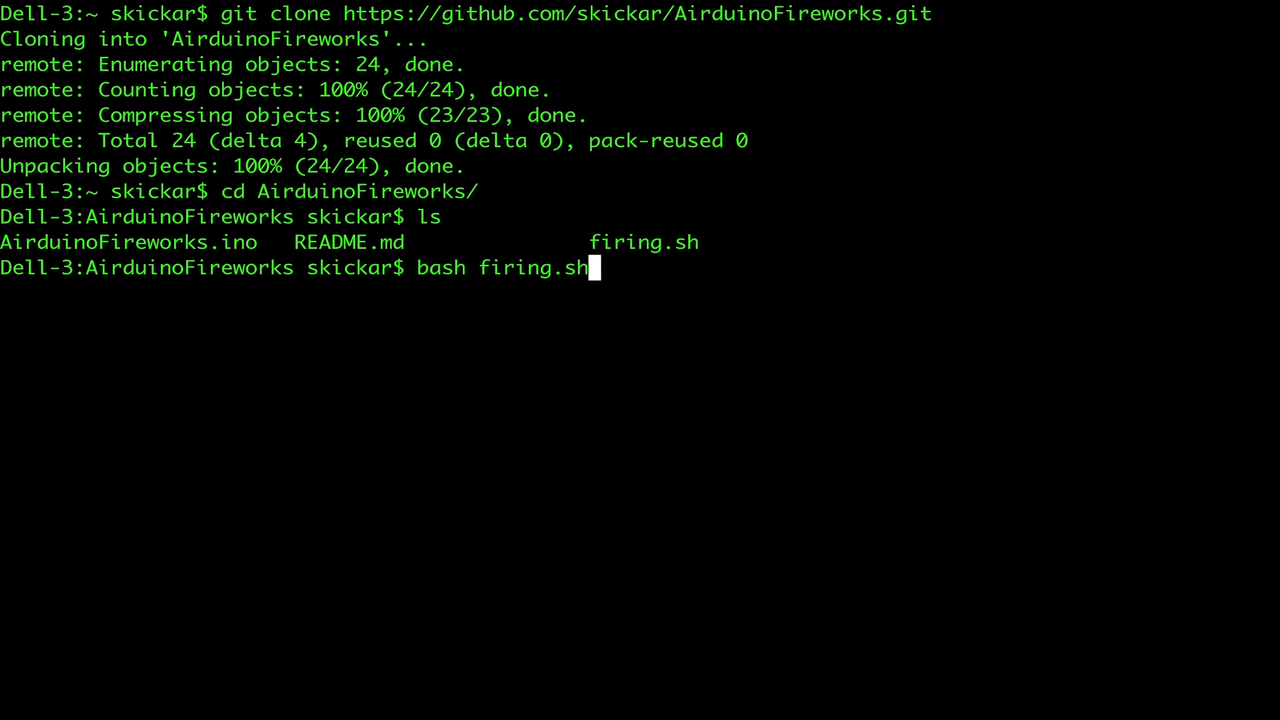 Dell-3:~ skickar$ git clone https://github.com/skickar/AirduinoFireworks.git
Cloning into 'AirduinoFireworks'...
remote: Enumerating objects: 24, done.
remote: Counting objects: 100% (24/24), done.
remote: Compressing objects: 100% (23/23), done.
remote: Total 24 (delta 4), reused 0 (delta 0), pack-reused 0
Unpacking objects: 100% (24/24), done.
Dell-3:~ skickar$ cd AirduinoFireworks/
Dell-3:AirduinoFireworks skickar$ ls
AirduinoFireworks.ino   README.md               firing.sh
Dell-3:AirduinoFireworks skickar$ bash firing.sh